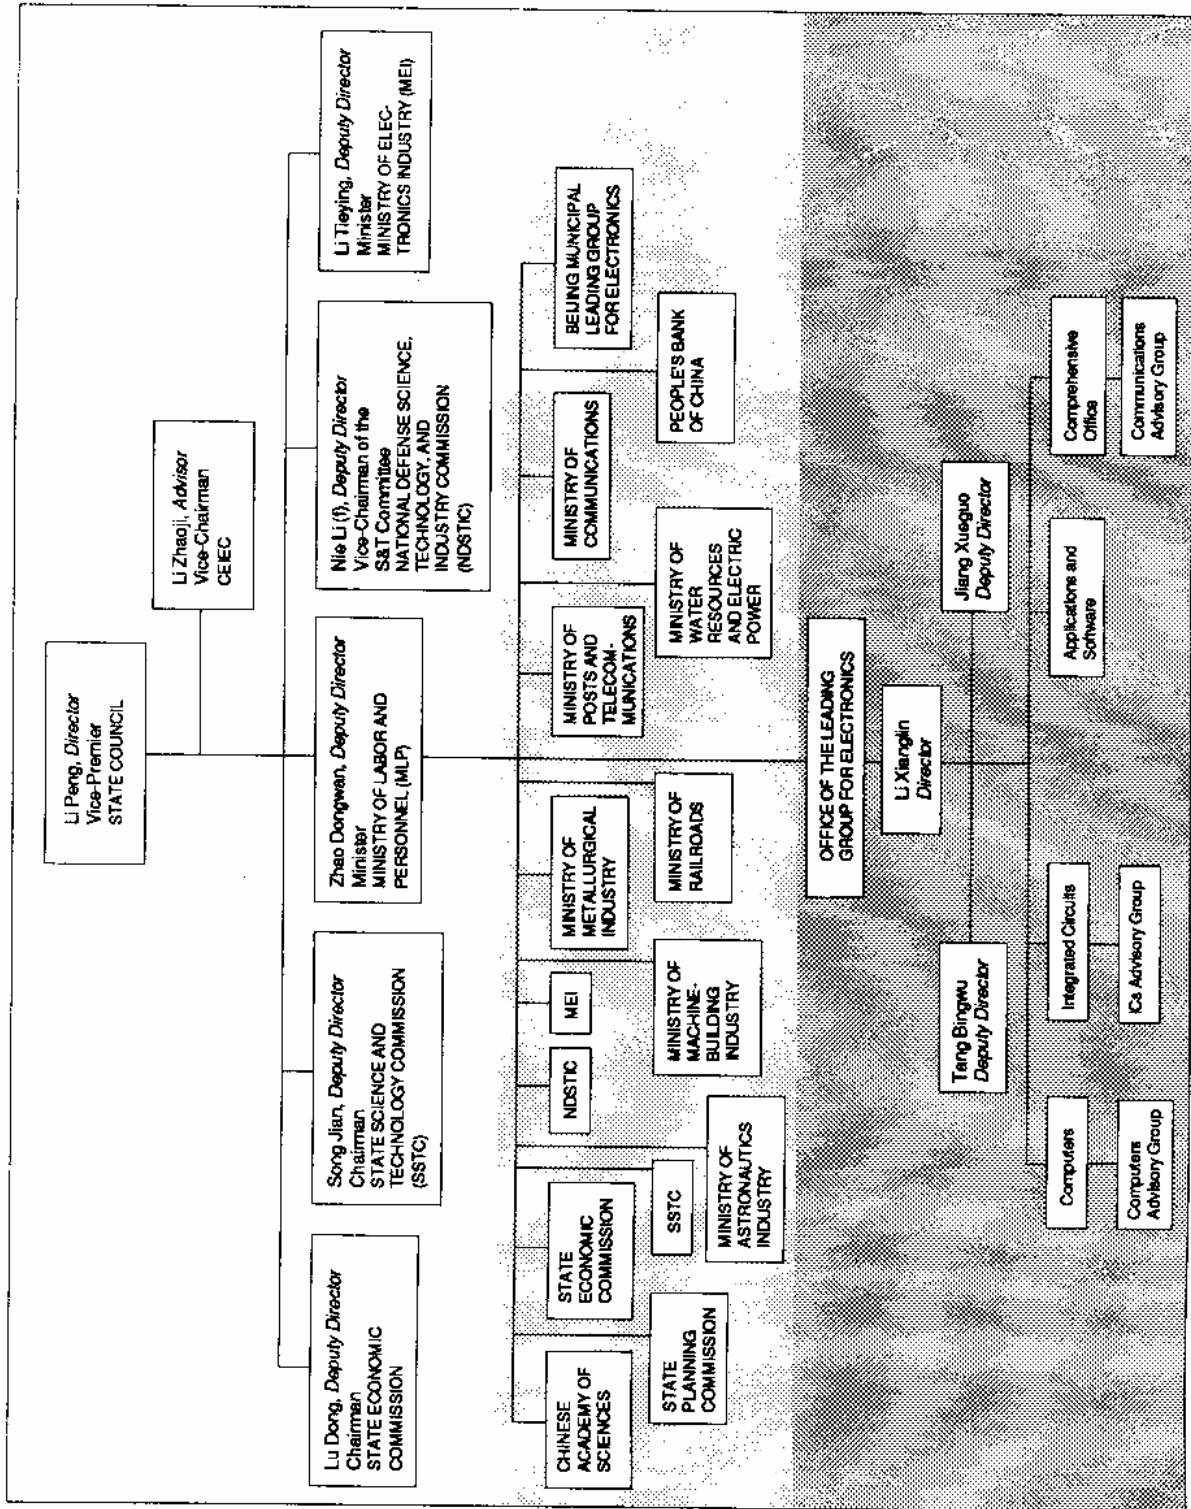 Li Peng, Director
Vice-Premier
STATE COUNCIL
Li Zhaoji, Advisor
Vice-Chairman
CEIEC
Lu Dong, Deputy Director
Chairman
STATE ECONOMIC
COMMISSION
Song Jian, Deputy Director
Chairman
STATE SCIENCE AND
TECHNOLOGY COMMISSION
(SSTC)
Zhao Dongwan, Deputy Director
Minister
MINISTRY OF LABOR AND
PERSONNEL (MLP)
Nie Li (f), Deputy Director
Vice-Chairman of the
S&T Committee
NATIONAL DEFENSE SCIENCE,
TECHNOLOGY, AND
INDUSTRY COMMISSION
(NDSTIC)
Li Tieying, Deputy Director
Minister
MINISTRY OF ELEC-
TRONICS INDUSTRY (MEI)
CHINESE
ACADEMY OF
SCIENCES
STATE
ECONOMIC
COMMISSION
NDSTIC
MEI
MINISTRY OF
METALLURGICAL
INDUSTRY
MINISTRY OF
POSTS AND
TELECOM-
MUNICATIONS
MINISTRY OF
COMMUNICATIONS
BEIJING MUNICIPAL
LEADING GROUP
FOR ELECTRONICS
STATE
PLANNING
COMMISSION
SSTC
MINISTRY OF
ASTRONAUTICS
INDUSTRY
MINISTRY OF
MACHINE-
BUILDING
INDUSTRY
MINISTRY OF
RAILROADS
MINISTRY OF
WATER
RESOURCES
AND ELECTRIC
POWER
PEOPLE'S BANK
OF CHINA
OFFICE OF THE LEADING
GROUP FOR ELECTRONICS
Li Xianglin
Director
Tang Bingwu
Deputy Director
Jiang Xueguo
Deputy Director
Computers
Integrated Circuits
Applications and
Software
Comprehensive
Office
Computers
Advisory Group
ICa Advisory Group
Communications
Advisory Group